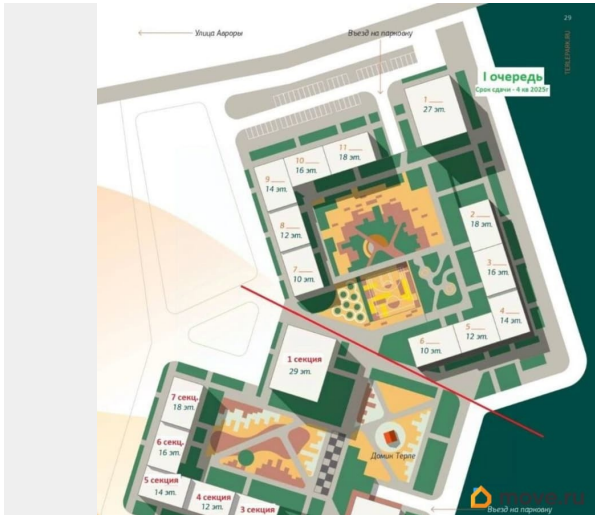 29
TERLEPARK.RU
Улица Авроры
Въезд на парковку
I очередь
Срок сдачи - 4 кв 2025г
1
27 эт.
11
18 эт.
10
16 эт.
9
14 эт.
8
12 эт.
7
10 эт.
2
18 эт.
3
16 эт.
4
14 эт.
5
12 эт.
6
10 эт.
1 секция
29 эт.
7 секц.
18 эт.
6 секц.
16 эт.
5 секция
14 эт.
4 секция
12 эт.
3 секция
Домик Терле
move.ru
Въезд на парковку